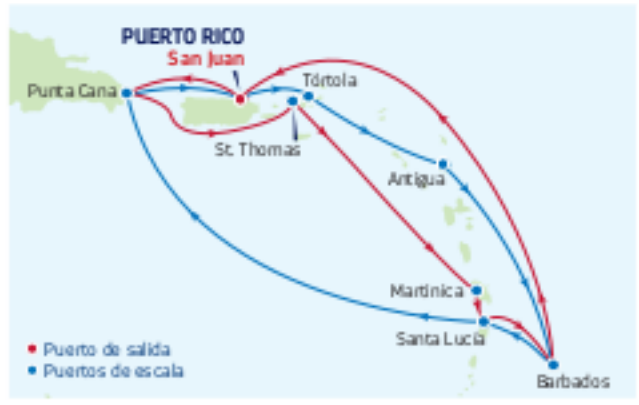 PUERTO RICO
San Juan
Punta Cana
Tórtola
St. Thomas
Antigua
Martinica
Santa Lucía
Barbados
Puerto de salida
Puertos de escala